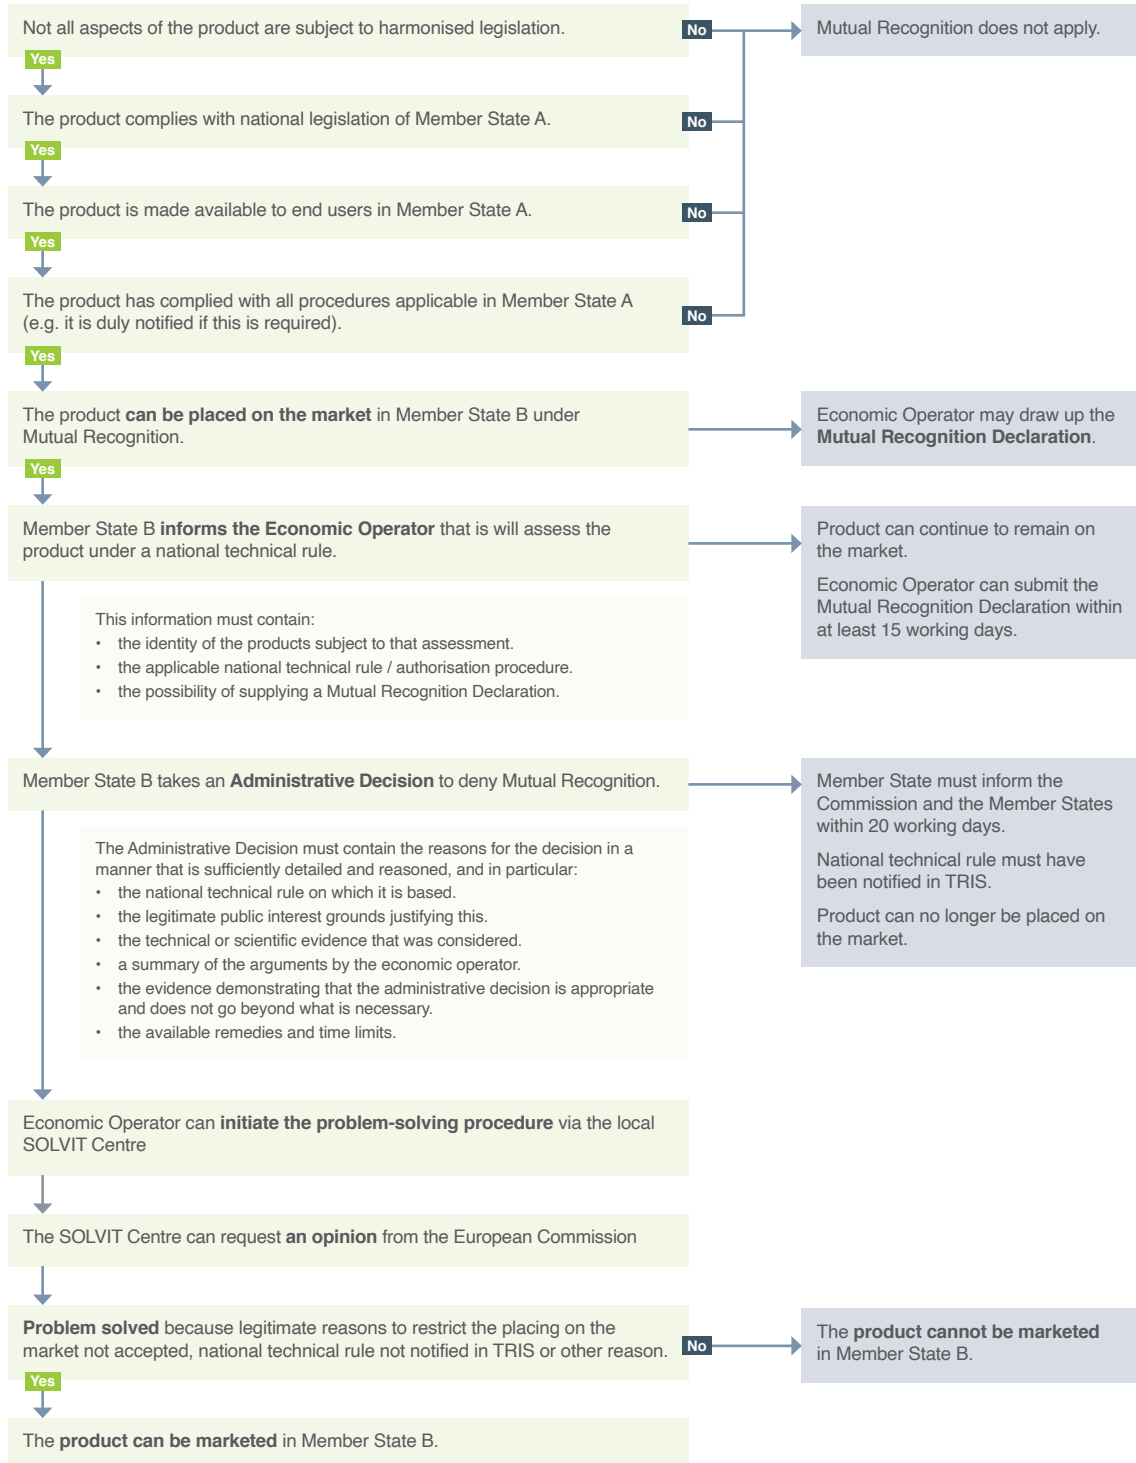 Not all aspects of the product are subject to harmonised legislation.
No
Mutual Recognition does not apply.
Yes
The product complies with national legislation of Member State A.
No
Yes
The product is made available to end users in Member State A.
No
Yes
The product has complied with all procedures applicable in Member State A
(e.g. it is duly notified if this is required).
No
Yes
The product can be placed on the market in Member State B under
Mutual Recognition.
Economic Operator may draw up the
Mutual Recognition Declaration.
Yes
Member State B informs the Economic Operator that is will assess the
product under a national technical rule.
Product can continue to remain on
the market.
Economic Operator can submit the
Mutual Recognition Declaration within
at least 15 working days.
This information must contain:
• the identity of the products subject to that assessment.
• the applicable national technical rule / authorisation procedure.
• the possibility of supplying a Mutual Recognition Declaration.
Member State B takes an Administrative Decision to deny Mutual Recognition.
Member State must inform the
Commission and the Member States
within 20 working days.
National technical rule must have
been notified in TRIS.
Product can no longer be placed on
the market.
The Administrative Decision must contain the reasons for the decision in a
manner that is sufficiently detailed and reasoned, and in particular:
• the national technical rule on which it is based.
• the legitimate public interest grounds justifying this.
• the technical or scientific evidence that was considered.
• a summary of the arguments by the economic operator.
• the evidence demonstrating that the administrative decision is appropriate
and does not go beyond what is necessary.
• the available remedies and time limits.
Economic Operator can initiate the problem-solving procedure via the local
SOLVIT Centre
The SOLVIT Centre can request an opinion from the European Commission
Problem solved because legitimate reasons to restrict the placing on the
market not accepted, national technical rule not notified in TRIS or other reason.
No
The product cannot be marketed
in Member State B.
Yes
The product can be marketed in Member State B.